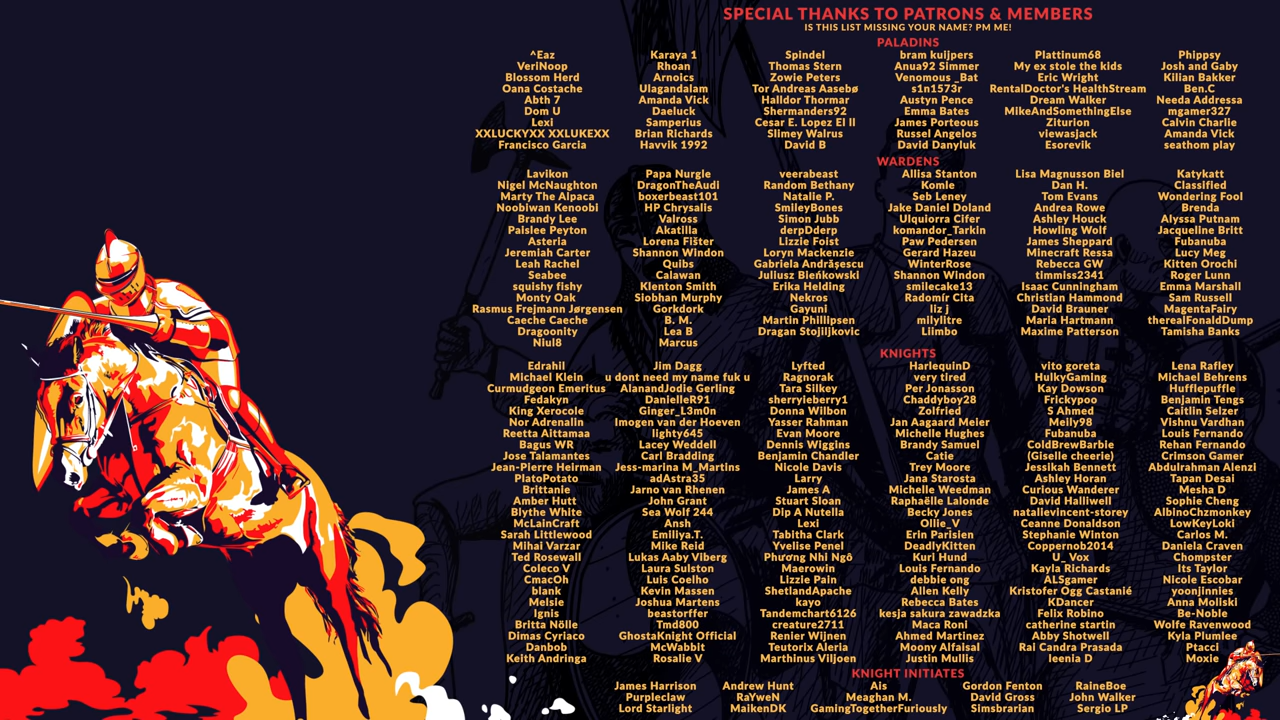 SPECIAL THANKS TO PATRONS & MEMBERS
IS THIS LIST MISSING YOUR NAME? PM ME!
PALADINS
^Eaz Karaya 1 Spindel bram kuijpers Plattinum68 Phippsy
VerlNoop Rhoan Thomas Stern Anua92 Simmer My ex stole the kids Josh and Gaby
Blossom Herd Arnoics Zowie Peters Venomous _Bat Eric Wright Kilian Bakker
Oana Costache Ulagandalam Tor Andreas Aasebø s1n1573r RentalDoctor's HealthStream Ben.C
Abth 7 Amanda Vick Halldor Thormar Austyn Pence Dream Walker Needa Addressa
Dom U Daeluck Shermanders92 Emma Bates MikeAndSomethingElse mgamer327
Lexi Samperius Cesar E. Lopez El ll James Porteous Ziturion Calvin Charlie
XXLUCKYXX XXLUKEXX Brian Richards Slimey Walrus Russel Angelos viewasjack Amanda Vick
Francisco Garcia Havvik 1992 David B David Danyluk Esorevik seathom play
WARDENS
Lavikon Papa Nurgle veerabeast Allisa Stanton Lisa Magnusson Biel Katykatt
Nigel McNaughton DragonTheAudi Random Bethany Komle Dan H. Classified
Marty The Alpaca boxerbeast101 Natalie P. Seb Leney Tom Evans Wondering Fool
Noobiwan Kenoobi HP Chrysalis SmileyBones Jake Daniel Doland Andrea Rowe Brenda
Brandy Lee Valross Simon Jubb Ulquiorra Cifer Ashley Houck Alyssa Putnam
Paislee Peyton Akatilla derpDderp komandor_Tarkin Howling Wolf Jacqueline Britt
Asteria Lorena Fišter Lizzie Foist Paw Pedersen James Sheppard Fubanuba
Jeremiah Carter Shannon Windon Loryn Mackenzie Gerard Hazeu Minecraft Ressa Lucy Meg
Leah Rachel Quibs Gabriela Andrășescu WinterRose Rebecca GW Kitten Orochi
Seabee Calawan Juliusz Bieńkowski Shannon Windon timmiss2341 Roger Lunn
squishy fishy Klenton Smith Erika Helding smilecake13 Isaac Cunningham Emma Marshall
Monty Oak Siobhan Murphy Nekros Radomír Cita Christian Hammond Sam Russell
Rasmus Frejmann Jørgensen Gorkdork Gayuni liz j David Brauner MagentaFairy
Caeche Caeche B. M. Martin Phillipsen milyiltre Maria Hartmann therealFonaldDump
Dragoonity Lea B Dragan Stojiljkovic Llimbo Maxime Patterson Tamisha Banks
Niul8 Marcus
KNIGHTS
Edrahil Jim Dagg Lyfted HarlequinD vito goreta Lena Rafley
Michael Klein u dont need my name fuk u Ragnorak very tired HulkyGaming Michael Behrens
Curmudgeon Emeritus AlanandJodie Gerling Tara Silkey Per Jonasson Kay Dowson Huffiepuffie
Fedakyn DanielleR91 sherryleberry1 Chaddyboy28 Frickypoo Benjamin Tengs
King Xerocole Ginger_L3m0n Donna Wilbon Zolfried S Ahmed Caitlin Selzer
Nor Adrenalin Imogen van der Hoeven Yasser Rahman Jan Aagaard Meier Melly98 Vishnu Vardhan
Reetta Aittamaa lighty645 Evan Moore Michelle Hughes Fubanuba Louis Fernando
Bagus WR Lacey Weddell Dennis Wiggins Brandy Samuel ColdBrewBarbie Rehan Fernando
Jose Talamantes Carl Bradding Benjamin Chandler Catie (Giselle cheerie) Crimson Gamer
Jean-Pierre Heirman Jess-marina M_Martins Nicole Davis Trey Moore Jessikah Bennett Abdulrahman Alenzi
PlatoPotato adAstra35 Larry Jana Starosta Ashley Horan Tapan Desai
Brittanie Jarno van Rhenen James A Michelle Weedman Curious Wanderer Mesha D
Amber Hutt John Grant Stuart Sloan Raphaëlle Lalonde David Halliwell Sophie Cheng
Blythe White Sea Wolf 244 Dip A Nutella Becky Jones natalievincent-storey AlbinoChzmonkey
McLainCraft Ansh Lexi Ollie_V Ceanne Donaldson LowKeyLoki
Sarah Littlewood Emiliya.T. Tabitha Clark Erin Parisien Stephanie Winton Carlos M.
Mihai Varzar Mike Reid Yvelise Penel DeadlyKitten Coppernob2014 Daniela Craven
Ted Rosewall Lukas Aaby Viberg Phương Nhi Ngô Kuri Hund U_ Vox Chompster
Coleco V Laura Sulston Maerowin Louis Fernando Kayla Richards Its Taylor
CmacOh Luis Coelho Lizzie Pain debbie ong ALSgamer Nicole Escobar
blank Kevin Massen ShetlandApache Allen Kelly Kristofer Ogg Castanié yoonjinnies
Melsie Joshua Martens kayo Rebecca Bates KDancer Anna Moliski
Ignis beastorffer Tandemchart6126 kesja sakura zawadzka Felix Robino Be-Noble
Britta Nölle Tmd800 creature2711 Maca Roni catherine startin Wolfe Ravenwood
Dimas Cyriaco GhostaKnight Official Renier Wijnen Ahmed Martinez Abby Shotwell Kyla Plumlee
Danbob McWabbit Teutorix Aleria Moony Alfaisal Rai Candra Prasada Ptacci
Keith Andringa Rosalie V Marthinus Viljoen Justin Mullis leenia D Moxie
KNIGHT INITIATES
James Harrison Andrew Hunt Ais Gordon Fenton RaineBoe
Purpleclaw RaYweN Meaghan M. David Gross John Walker
Lord Starlight MaikenDK GamingTogetherFuriously Simsbrarian Sergio LP